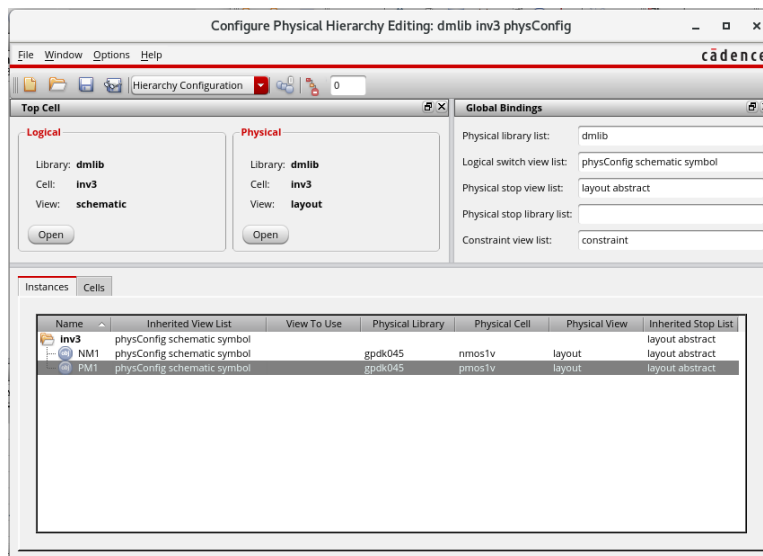 Configure Physical Hierarchy Editing: dmlib inv3 physConfig
File Window Options Help
cādence
Hierarchy Configuration
0
Top Cell
Logical
Library: dmlib
Cell: inv3
View: schematic
Open
Physical
Library: dmlib
Cell: inv3
View: layout
Open
Global Bindings
Physical library list: dmlib
Logical switch view list: physConfig schematic symbol
Physical stop view list: layout abstract
Physical stop library list:
Constraint view list: constraint
Instances Cells
Name Inherited View List View To Use Physical Library Physical Cell Physical View Inherited Stop List
inv3 physConfig schematic symbol layout abstract
NM1 physConfig schematic symbol gpdk045 nmos1v layout layout abstract
PM1 physConfig schematic symbol gpdk045 pmos1v layout layout abstract